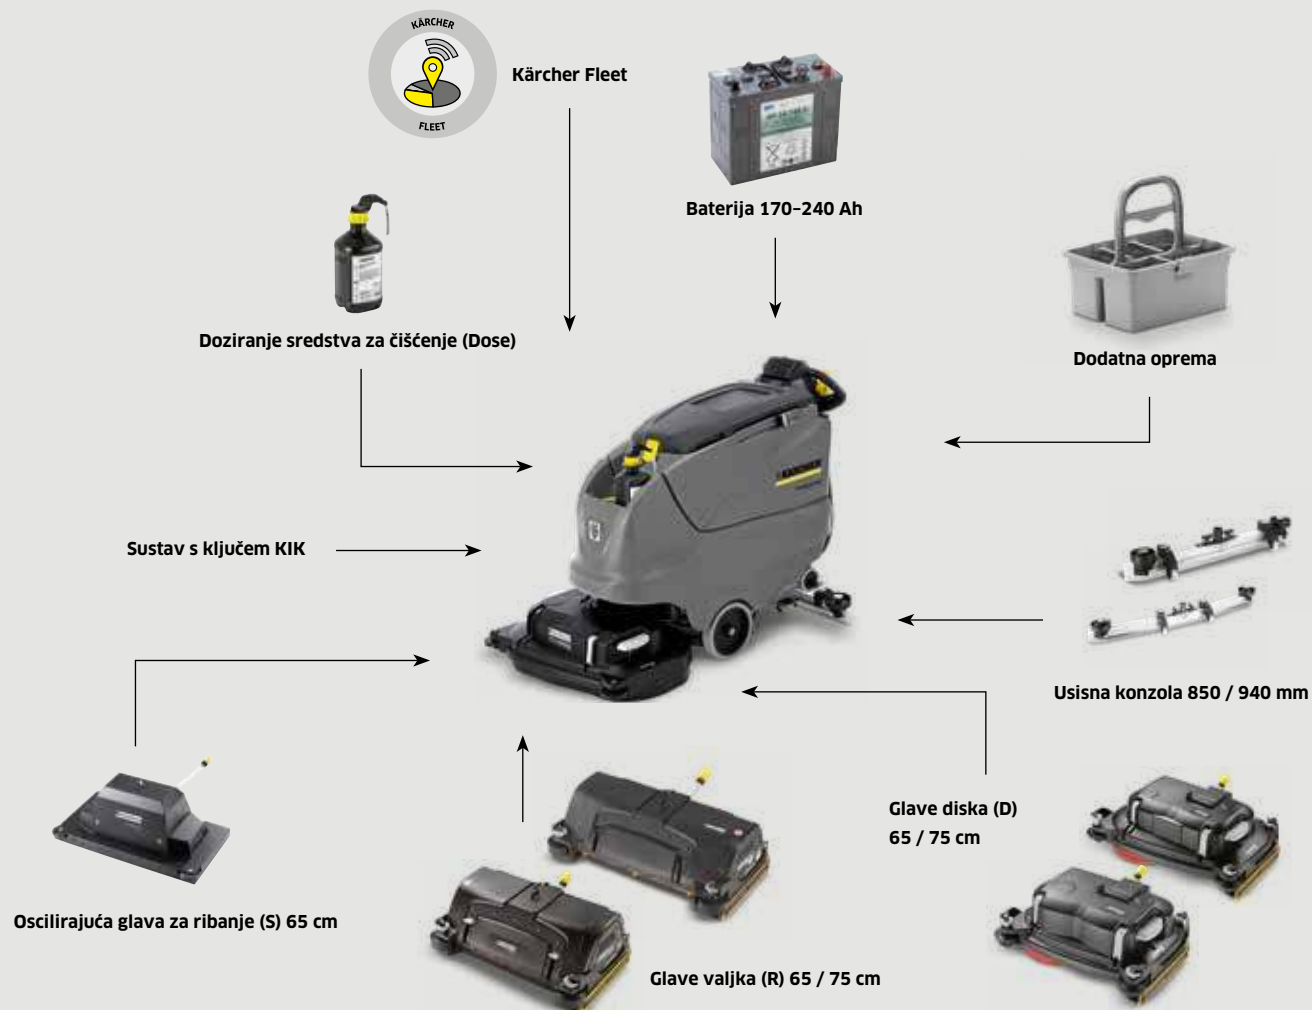 KÄRCHER
FLEET
Kärcher Fleet
Baterija 170–240 Ah
Doziranje sredstva za čišćenje (Dose)
Dodatna oprema
KÄRCHER
Sustav s ključem KIK
Usisna konzola 850 / 940 mm
Glave diska (D)
65 / 75 cm
Oscilirajuća glava za ribanje (S) 65 cm
Glave valjka (R) 65 / 75 cm